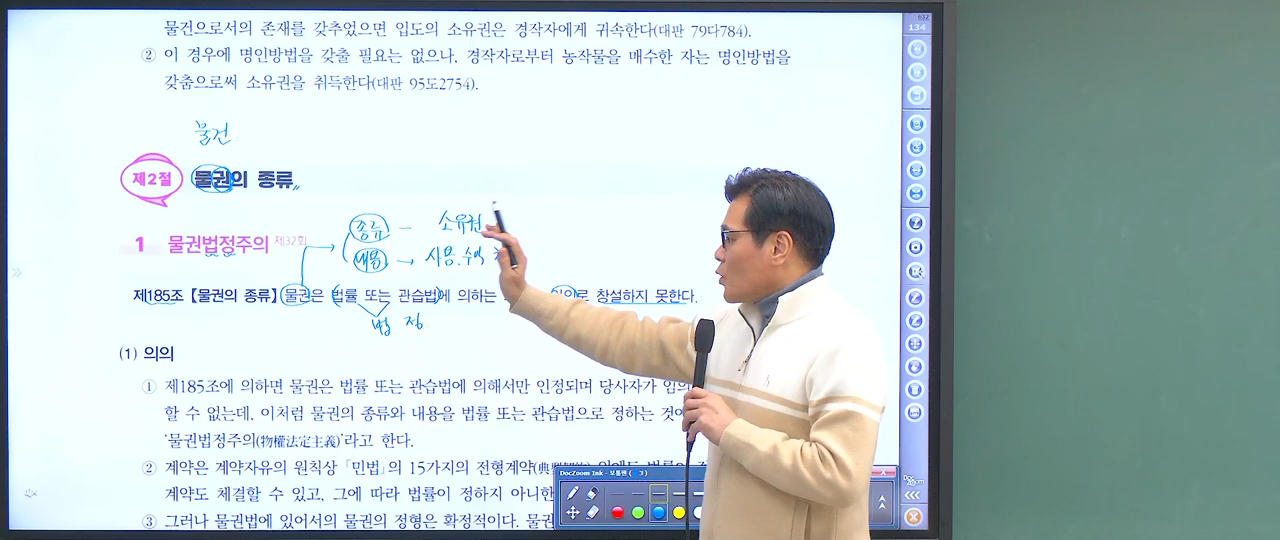 물건으로서의 존재를 갖추었으면 입도의 소유권은 경작자에게 귀속한다(대판 79다784).
② 이 경우에 명인방법을 갖출 필요는 없으나, 경작자로부터 농작물을 매수한 자는 명인방법을
갖춤으로써 소유권을 취득한다(대판 95도2754).
물건
제2절 물권의 종류
종류 - 소유권
1 물권법정주의 제32회
내용 → 사용.수익
제185조【물권의 종류】물권은 법률 또는 관습법에 의하는 임의로 창설하지 못한다.
법 정
(1) 의의
① 제185조에 의하면 물권은 법률 또는 관습법에 의해서만 인정되며 당사자가 임의
할 수 없는데, 이처럼 물권의 종류와 내용을 법률 또는 관습법으로 정하는 것
'물권법정주의(物權法定主義)'라고 한다.
② 계약은 계약자유의 원칙상 「민법」의 15가지의 전형계약
계약도 체결할 수 있고, 그에 따라 법률이 정하지 아니한
③ 그러나 물권법에 있어서의 물권의 정형은 확정적이다. 물권
DocZoom Ink - 보통펜
134
DocZoom